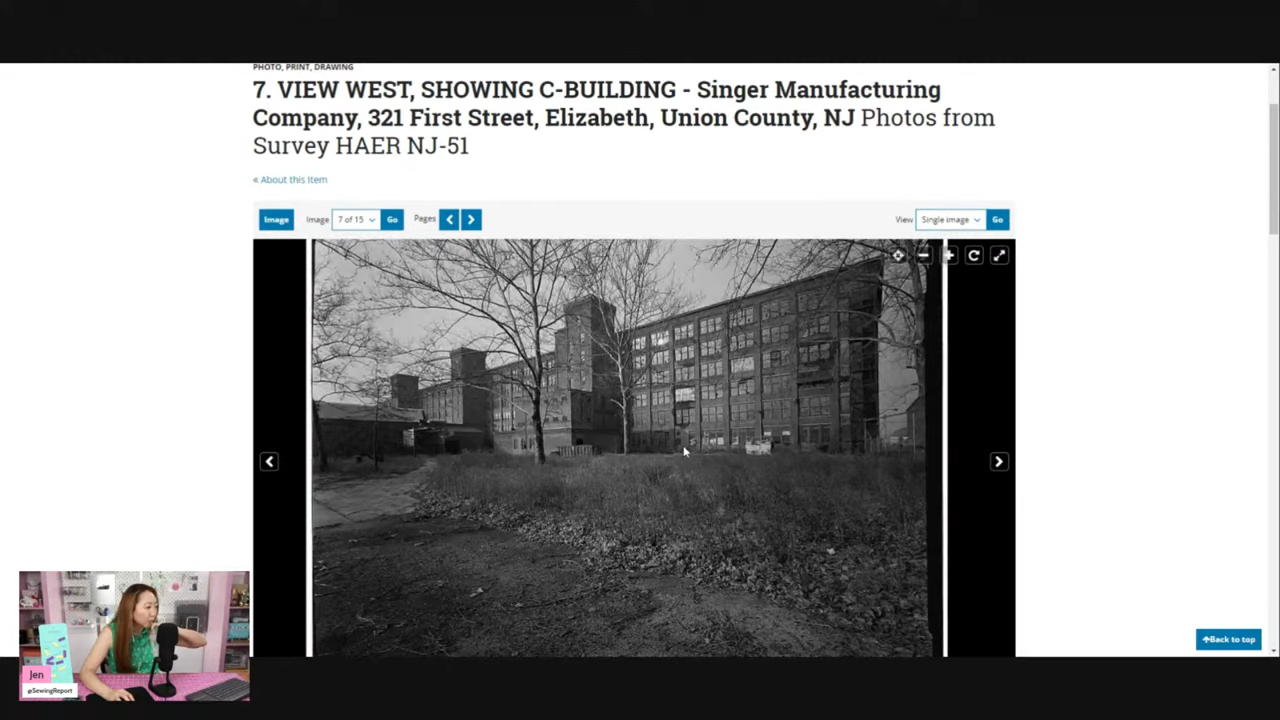 PHOTO, PRINT, DRAWING
7. VIEW WEST, SHOWING C-BUILDING - Singer Manufacturing
Company, 321 First Street, Elizabeth, Union County, NJ Photos from
Survey HAER NJ-51
« About this Item
Image Image 7 of 15 Go Pages View Single image Go
Back to top
Jen
@SewingReport